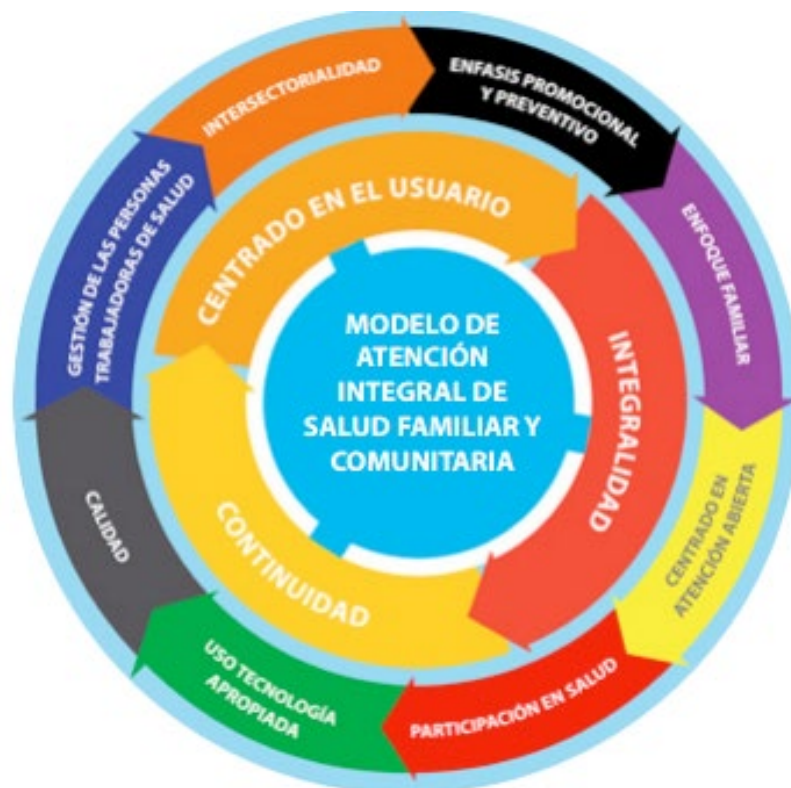 MODELO DE
ATENCIÓN
INTEGRAL DE
SALUD FAMILIAR Y
COMUNITARIA
CENTRADO EN EL USUARIO
INTEGRALIDAD
CONTINUIDAD
INTERSECTORIALIDAD
ENFASIS PROMOCIONAL
Y PREVENTIVO
ENFOQUE FAMILIAR
CENTRADO EN
ATENCIÓN ABIERTA
PARTICIPACIÓN EN SALUD
USO TECNOLOGÍA
APROPIADA
CALIDAD
GESTIÓN DE LAS PERSONAS
TRABAJADORAS DE SALUD